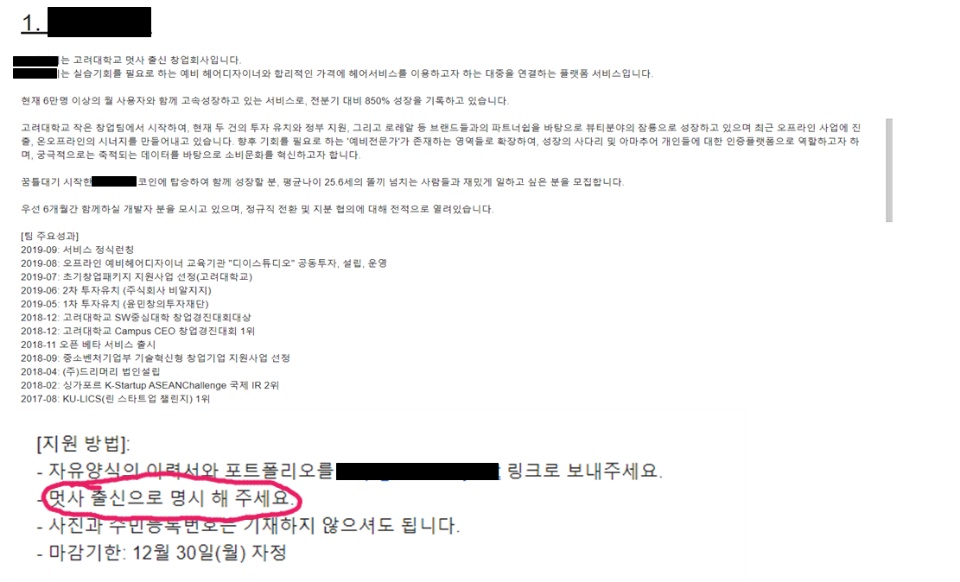 1.
는 고려대학교 멋사 출신 창업회사입니다.
는 실습기회를 필요로 하는 예비 헤어디자이너와 합리적인 가격에 헤어서비스를 이용하고자 하는 대중을 연결하는 플랫폼 서비스입니다.
현재 6만명 이상의 월 사용자와 함께 고속성장하고 있는 서비스로, 전분기 대비 850% 성장을 기록하고 있습니다.
고려대학교 작은 창업팀에서 시작하여, 현재 두 건의 투자 유치와 정부 지원, 그리고 로레알 등 브랜드들과의 파트너쉽을 바탕으로 뷰티분야의 잠룡으로 성장하고 있으며 최근 오프라인 사업에 진
출, 온오프라인의 시너지를 만들어내고 있습니다. 향후 기회를 필요로 하는 '예비전문가'가 존재하는 영역들로 확장하여, 성장의 사다리 및 아마추어 개인들에 대한 인증플랫폼으로 역할하고자 하
며, 궁극적으로는 축적되는 데이터를 바탕으로 소비문화를 혁신하고자 합니다.
꿈틀대기 시작한 코인에 탑승하여 함께 성장할 분, 평균나이 25.6세의 똘끼 넘치는 사람들과 재밌게 일하고 싶은 분을 모집합니다.
우선 6개월간 함께하실 개발자 분을 모시고 있으며, 정규직 전환 및 지분 협의에 대해 전적으로 열려있습니다.
[팀 주요성과]
2019-09: 서비스 정식런칭
2019-08: 오프라인 예비헤어디자이너 교육기관 "디이스튜디오" 공동투자, 설립, 운영
2019-07: 초기창업패키지 지원사업 선정(고려대학교)
2019-06: 2차 투자유치 (주식회사 비알지지)
2019-05: 1차 투자유치 (윤민창의투자재단)
2018-12: 고려대학교 SW중심대학 창업경진대회대상
2018-12: 고려대학교 Campus CEO 창업경진대회 1위
2018-11 오픈 베타 서비스 출시
2018-09: 중소벤처기업부 기술혁신형 창업기업 지원사업 선정
2018-04: (주)드리머리 법인설립
2018-02: 싱가포르 K-Startup ASEANChallenge 국제 IR 2위
2017-08: KU-LICS(린 스타트업 챌린지) 1위
[지원 방법]:
- 자유양식의 이력서와 포트폴리오를 링크로 보내주세요.
- 멋사 출신으로 명시 해 주세요.
- 사진과 주민등록번호는 기재하지 않으셔도 됩니다.
- 마감기한: 12월 30일(월) 자정